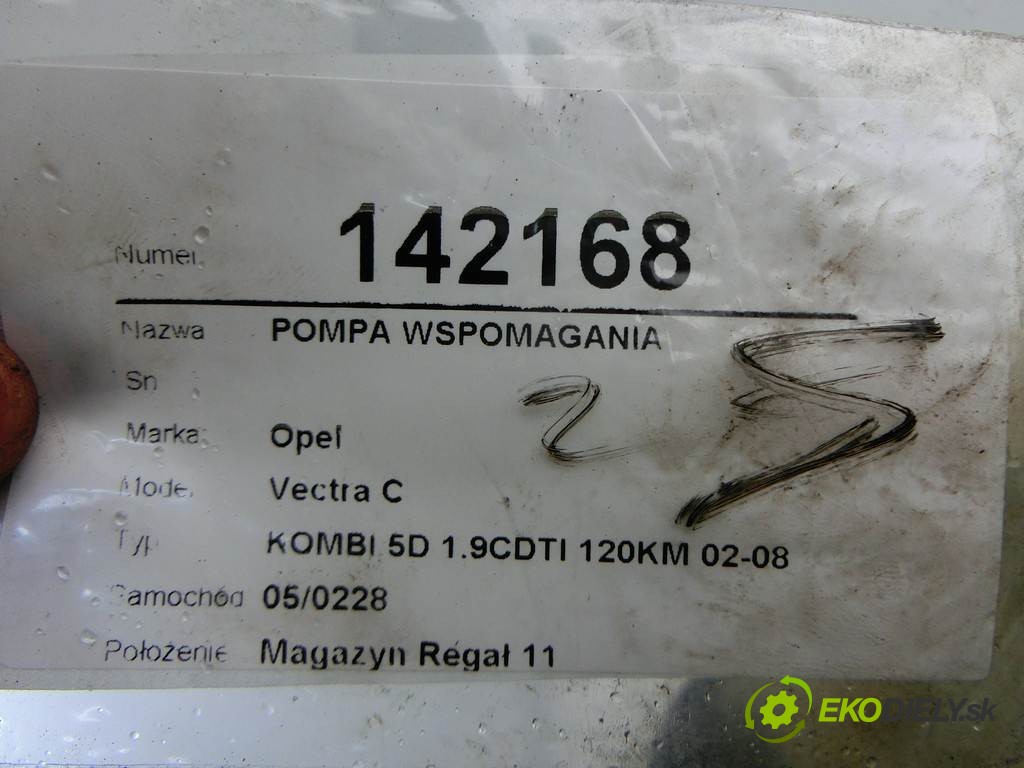 Numer 142168
Nazwa POMPA WSPOMAGANIA
Sn
Marka Opel
Model Vectra C
Typ KOMBI 5D 1.9CDTI 120KM 02-08
Samochód 05/0228
Położenie Magazyn Regał 11
25
EKODIELY.sk